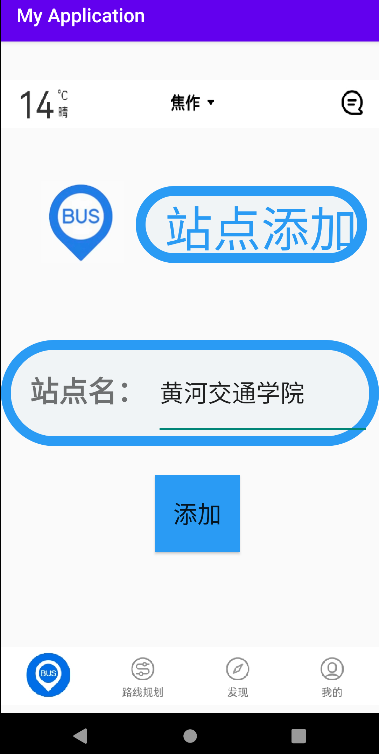 My Application
14 ℃
晴
焦作
BUS
站点添加
站点名：
黄河交通学院
添加
BUS
路线规划
发现
我的